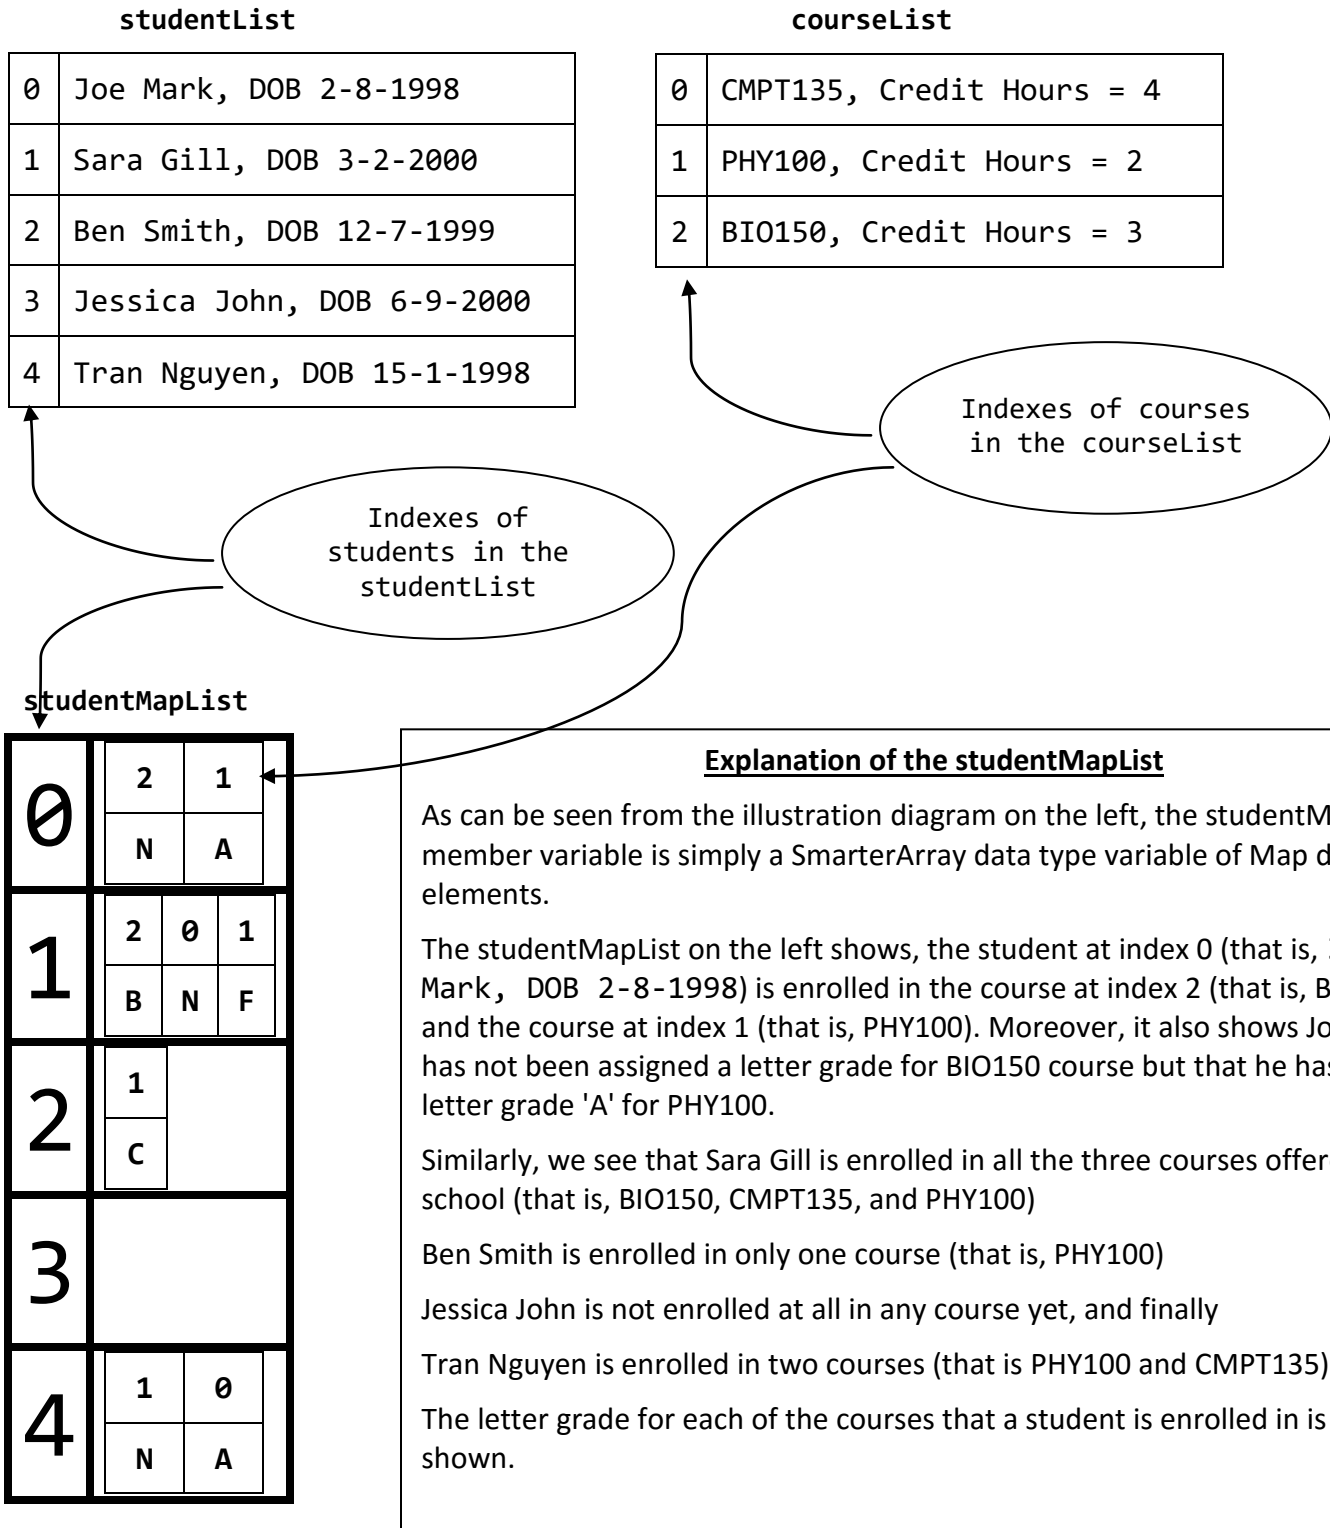 studentList
0 Joe Mark, DOB 2-8-1998
1 Sara Gill, DOB 3-2-2000
2 Ben Smith, DOB 12-7-1999
3 Jessica John, DOB 6-9-2000
4 Tran Nguyen, DOB 15-1-1998
courseList
0 CMPT135, Credit Hours = 4
1 PHY100, Credit Hours = 2
2 BIO150, Credit Hours = 3
Indexes of courses
in the courseList
Indexes of
students in the
studentList
studentMapList
0
2 1
N A
1
2 0 1
B N F
2
1
C
3
4
1 0
N A
Explanation of the studentMapList
As can be seen from the illustration diagram on the left, the
member variable is simply a SmarterArray data type variable of Map
elements.
The studentMapList on the left shows, the student at index 0 (that is,
Mark, DOB 2-8-1998) is enrolled in the course at index 2 (that is,
and the course at index 1 (that is, PHY100). Moreover, it also shows
has not been assigned a letter grade for BIO150 course but that he has
letter grade 'A' for PHY100.
Similarly, we see that Sara Gill is enrolled in all the three courses
school (that is, BIO150, CMPT135, and PHY100)
Ben Smith is enrolled in only one course (that is, PHY100)
Jessica John is not enrolled at all in any course yet, and finally
Tran Nguyen is enrolled in two courses (that is PHY100 and CMPT135)
The letter grade for each of the courses that a student is enrolled in is
shown.